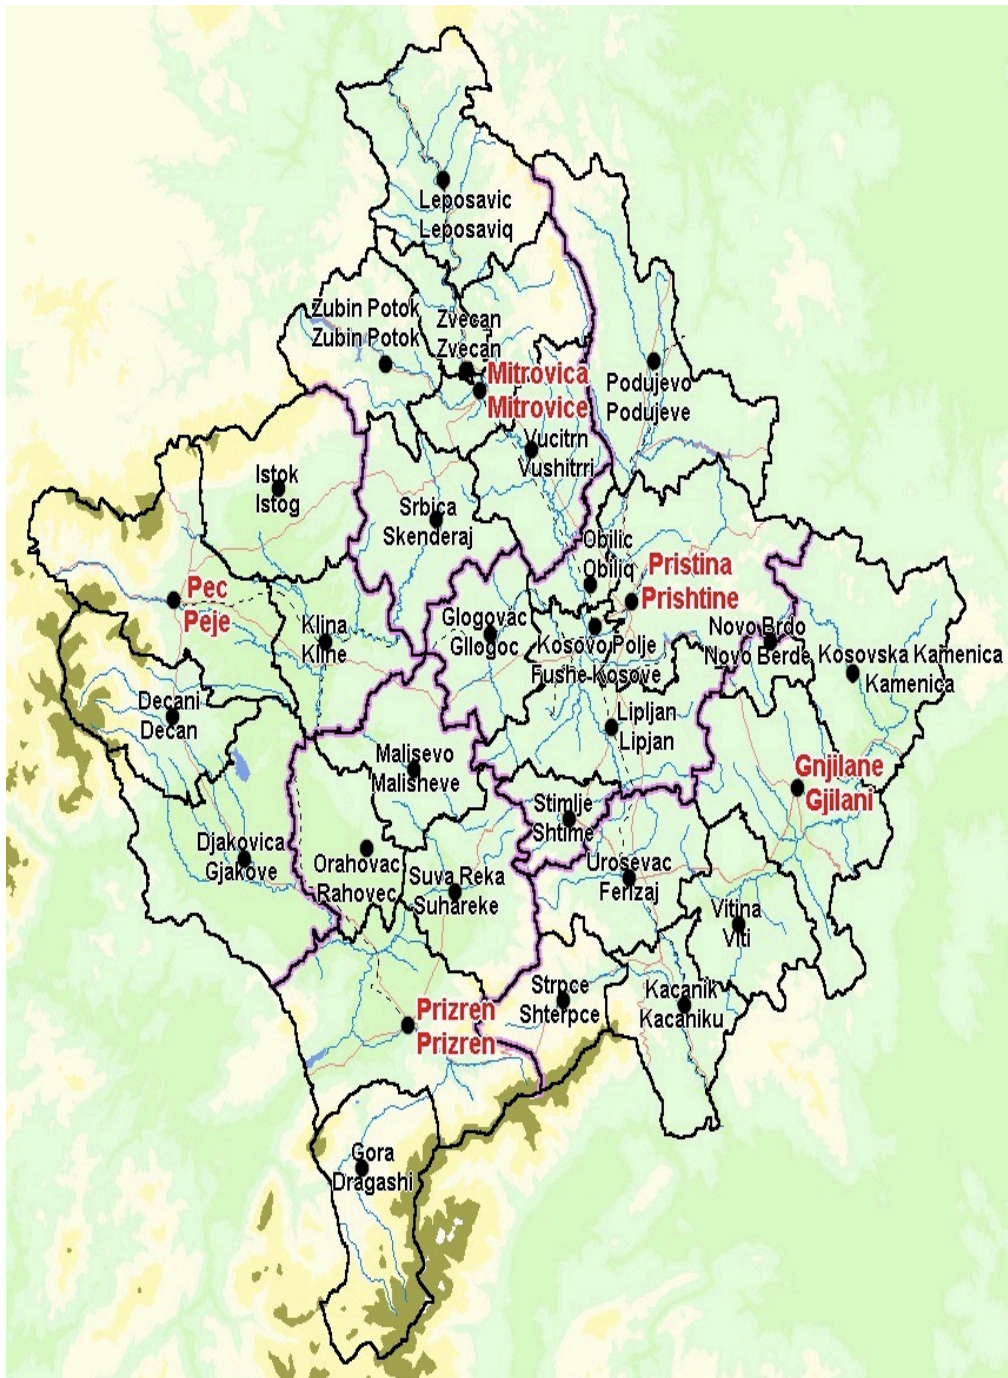 Leposavic
Leposaviq
Zubin Potok
Zubin Potok
Zvecan
Zvecan
Mitrovica
Mitrovice
Podujevo
Podujeve
Vucitrn
Vushitrri
Istok
Istog
Srbica
Skenderaj
Obilic
Obiliq
Pristina
Prishtine
Pec
Peje
Glogovac
Gllogoc
Klina
Kline
Kosovo Polje
Fushe Kosove
Novo Brdo
Novo Berde
Kosovska Kamenica
Kamenica
Decani
Decan
Lipljan
Lipjan
Malisevo
Malisheve
Gnjilane
Gjilani
Stimlje
Shtime
Djakovica
Gjakove
Orahovac
Rahovec
Suva Reka
Suhareke
Urosevac
Ferizaj
Vitina
Viti
Strpce
Shterpce
Kacanik
Kacaniku
Prizren
Prizren
Gora
Dragashi